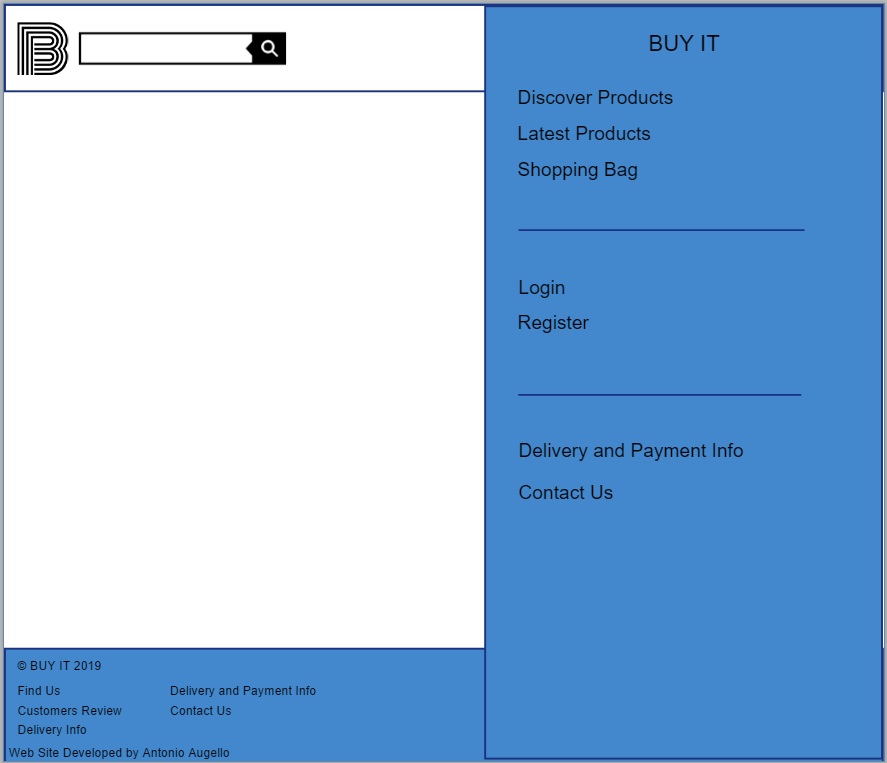 B
BUY IT
Discover Products
Latest Products
Shopping Bag
Login
Register
Delivery and Payment Info
Contact Us
© BUY IT 2019
Find Us
Delivery and Payment Info
Customers Review
Contact Us
Delivery Info
Web Site Developed by Antonio Augello